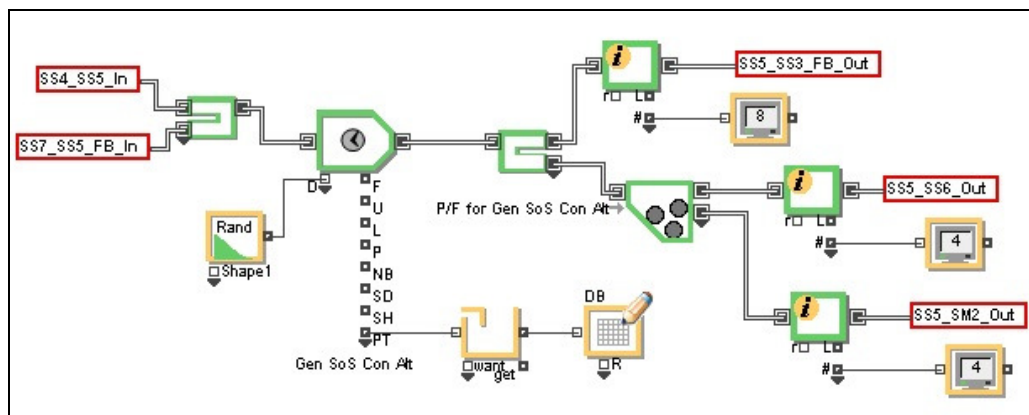 SS4_SS5_In
SS7_SS5_FB_In
D
F
U
L
P
NB
SD
SH
PT
Rand
Shape1
Gen SoS Con Alt
want
get
DB
R
P/F for Gen SoS Con Alt
i
r L
#
8
SS5_SS3_FB_Out
i
r L
#
4
SS5_SS6_Out
i
r L
#
4
SS5_SM2_Out